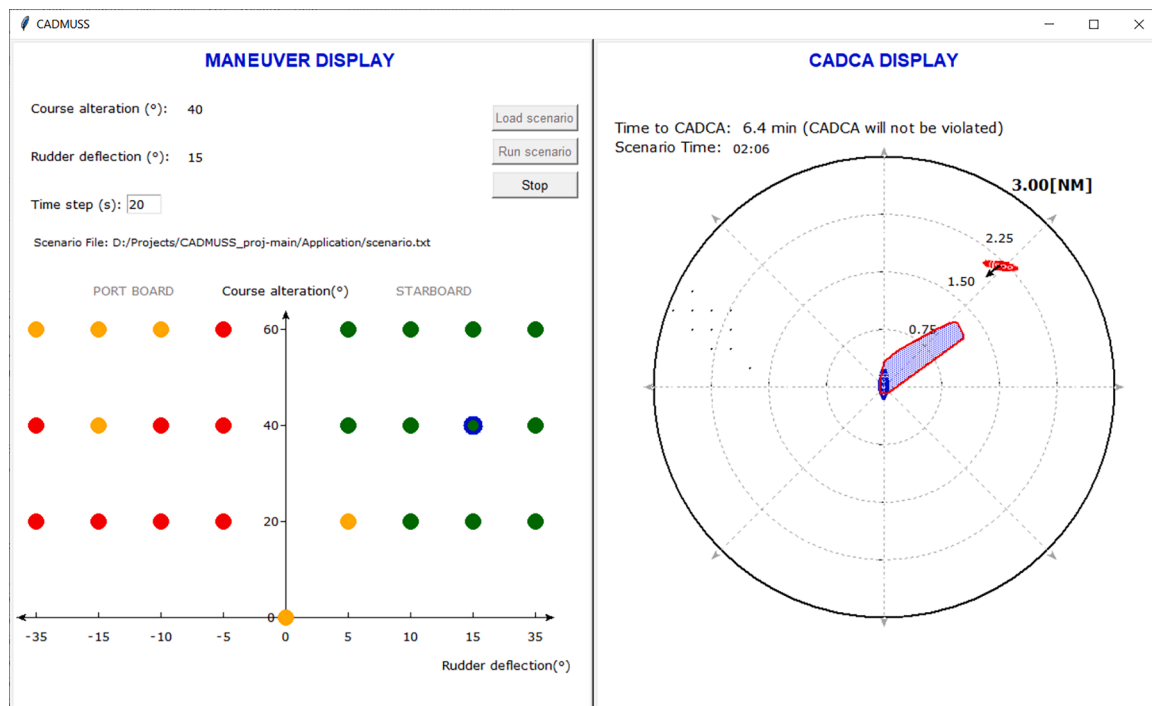 CADMUSS
MANEUVER DISPLAY
Course alteration (°): 40
Load scenario
Rudder deflection (°): 15
Run scenario
Stop
Time step (s): 20
Scenario File: D:/Projects/CADMUSS_proj-main/Application/scenario.txt
PORT BOARD
Course alteration(°)
STARBOARD
60
40
20
0
-35 -15 -10 -5 0 5 10 15 35
Rudder deflection(°)
CADCA DISPLAY
Time to CADCA: 6.4 min (CADCA will not be violated)
Scenario Time: 02:06
3.00[NM]
2.25
1.50
0.75